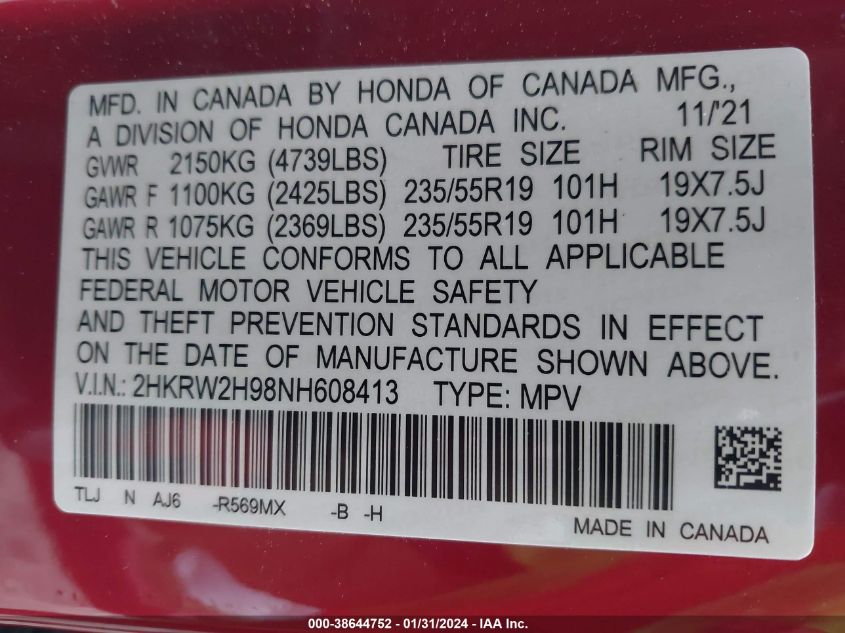 MFD. IN CANADA BY HONDA OF CANADA MFG.,
A DIVISION OF HONDA CANADA INC. 11/'21
GVWR 2150KG (4739LBS) TIRE SIZE RIM SIZE
GAWR F 1100KG (2425LBS) 235/55R19 101H 19X7.5J
GAWR R 1075KG (2369LBS) 235/55R19 101H 19X7.5J
THIS VEHICLE CONFORMS TO ALL APPLICABLE
FEDERAL MOTOR VEHICLE SAFETY
AND THEFT PREVENTION STANDARDS IN EFFECT
ON THE DATE OF MANUFACTURE SHOWN ABOVE.
V.I.N.: 2HKRW2H98NH608413 TYPE: MPV
TLJ N AJ6 -R569MX -B -H
MADE IN CANADA
000-38644752 - 01/31/2024 - IAA Inc.